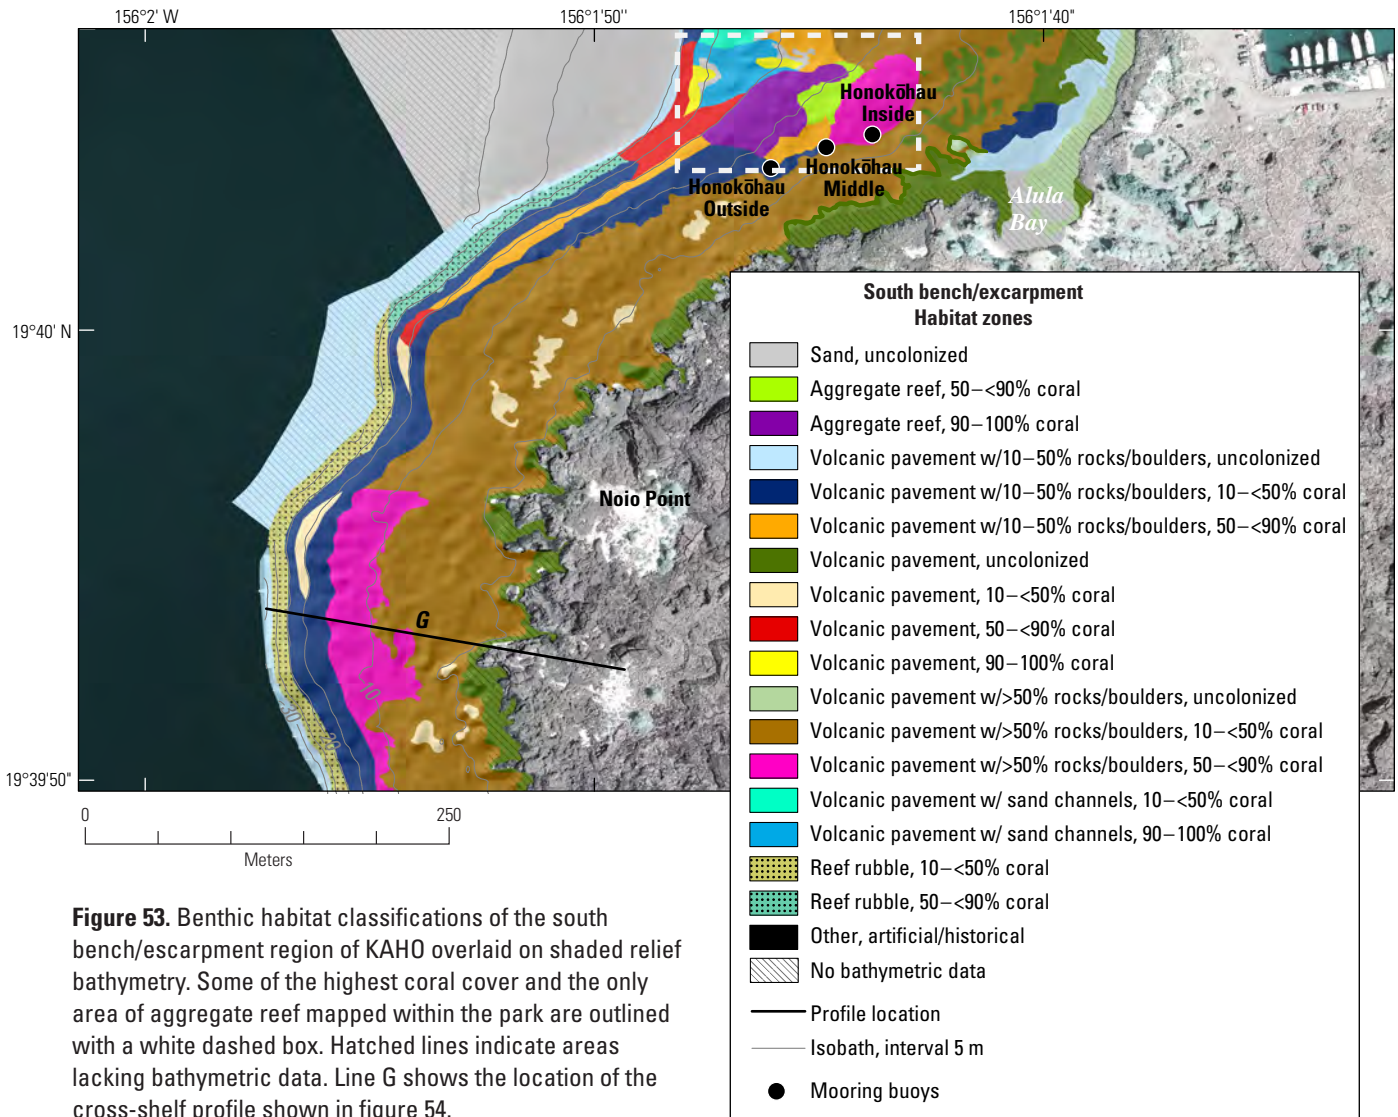 156°2' W
156°1'50''
156°1'40''
Honokōhau
Inside
Honokōhau
Middle
Honokōhau
Outside
Alula
Bay
19°40' N
Noio Point
G
10
20
30
19°39'50"
0
250
Meters
South bench/excarpment
Habitat zones
Sand, uncolonized
Aggregate reef, 50–<90% coral
Aggregate reef, 90–100% coral
Volcanic pavement w/10–50% rocks/boulders, uncolonized
Volcanic pavement w/10–50% rocks/boulders, 10–<50% coral
Volcanic pavement w/10–50% rocks/boulders, 50–<90% coral
Volcanic pavement, uncolonized
Volcanic pavement, 10–<50% coral
Volcanic pavement, 50–<90% coral
Volcanic pavement, 90–100% coral
Volcanic pavement w/>50% rocks/boulders, uncolonized
Volcanic pavement w/>50% rocks/boulders, 10–<50% coral
Volcanic pavement w/>50% rocks/boulders, 50–<90% coral
Volcanic pavement w/ sand channels, 10–<50% coral
Volcanic pavement w/ sand channels, 90–100% coral
Reef rubble, 10–<50% coral
Reef rubble, 50–<90% coral
Other, artificial/historical
No bathymetric data
Profile location
Isobath, interval 5 m
Mooring buoys
Figure 53. Benthic habitat classifications of the south
bench/escarpment region of KAHO overlaid on shaded relief
bathymetry. Some of the highest coral cover and the only
area of aggregate reef mapped within the park are outlined
with a white dashed box. Hatched lines indicate areas
lacking bathymetric data. Line G shows the location of the
cross-shelf profile shown in figure 54.